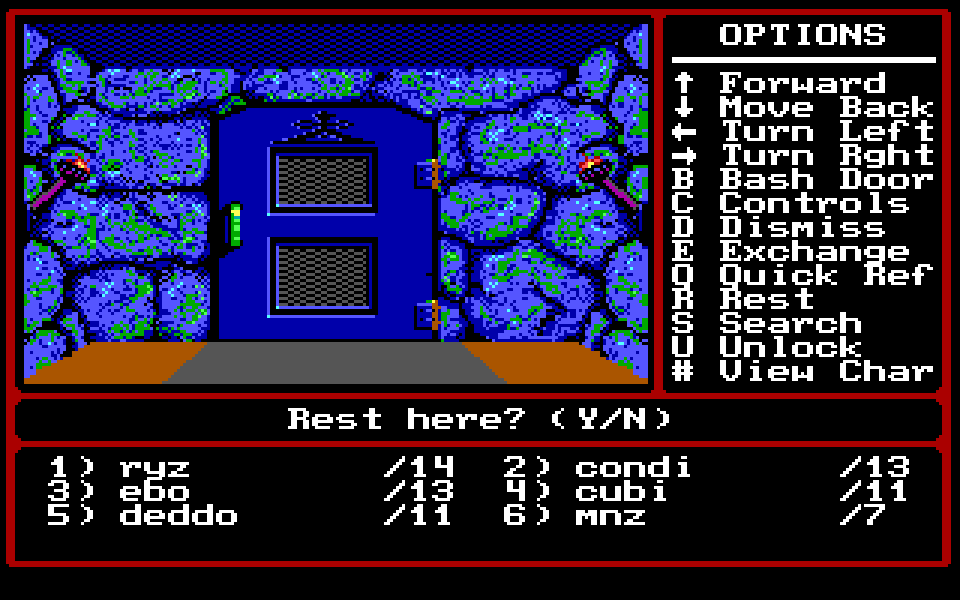 OPTIONS
↑ Forward
↓ Move Back
← Turn Left
→ Turn Rght
B Bash Door
C Controls
D Dismiss
E Exchange
Q Quick Ref
R Rest
S Search
U Unlock
# View Char
Rest here? (Y/N)
1) ryz /14 2) condi /13
3) ebo /13 4) cubi /11
5) deddo /11 6) mnz /7